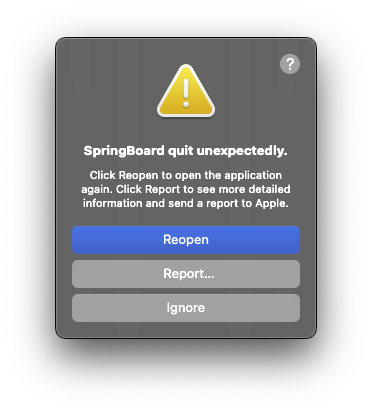 ?
SpringBoard quit unexpectedly.
Click Reopen to open the application
again. Click Report to see more detailed
information and send a report to Apple.
Reopen
Report...
Ignore